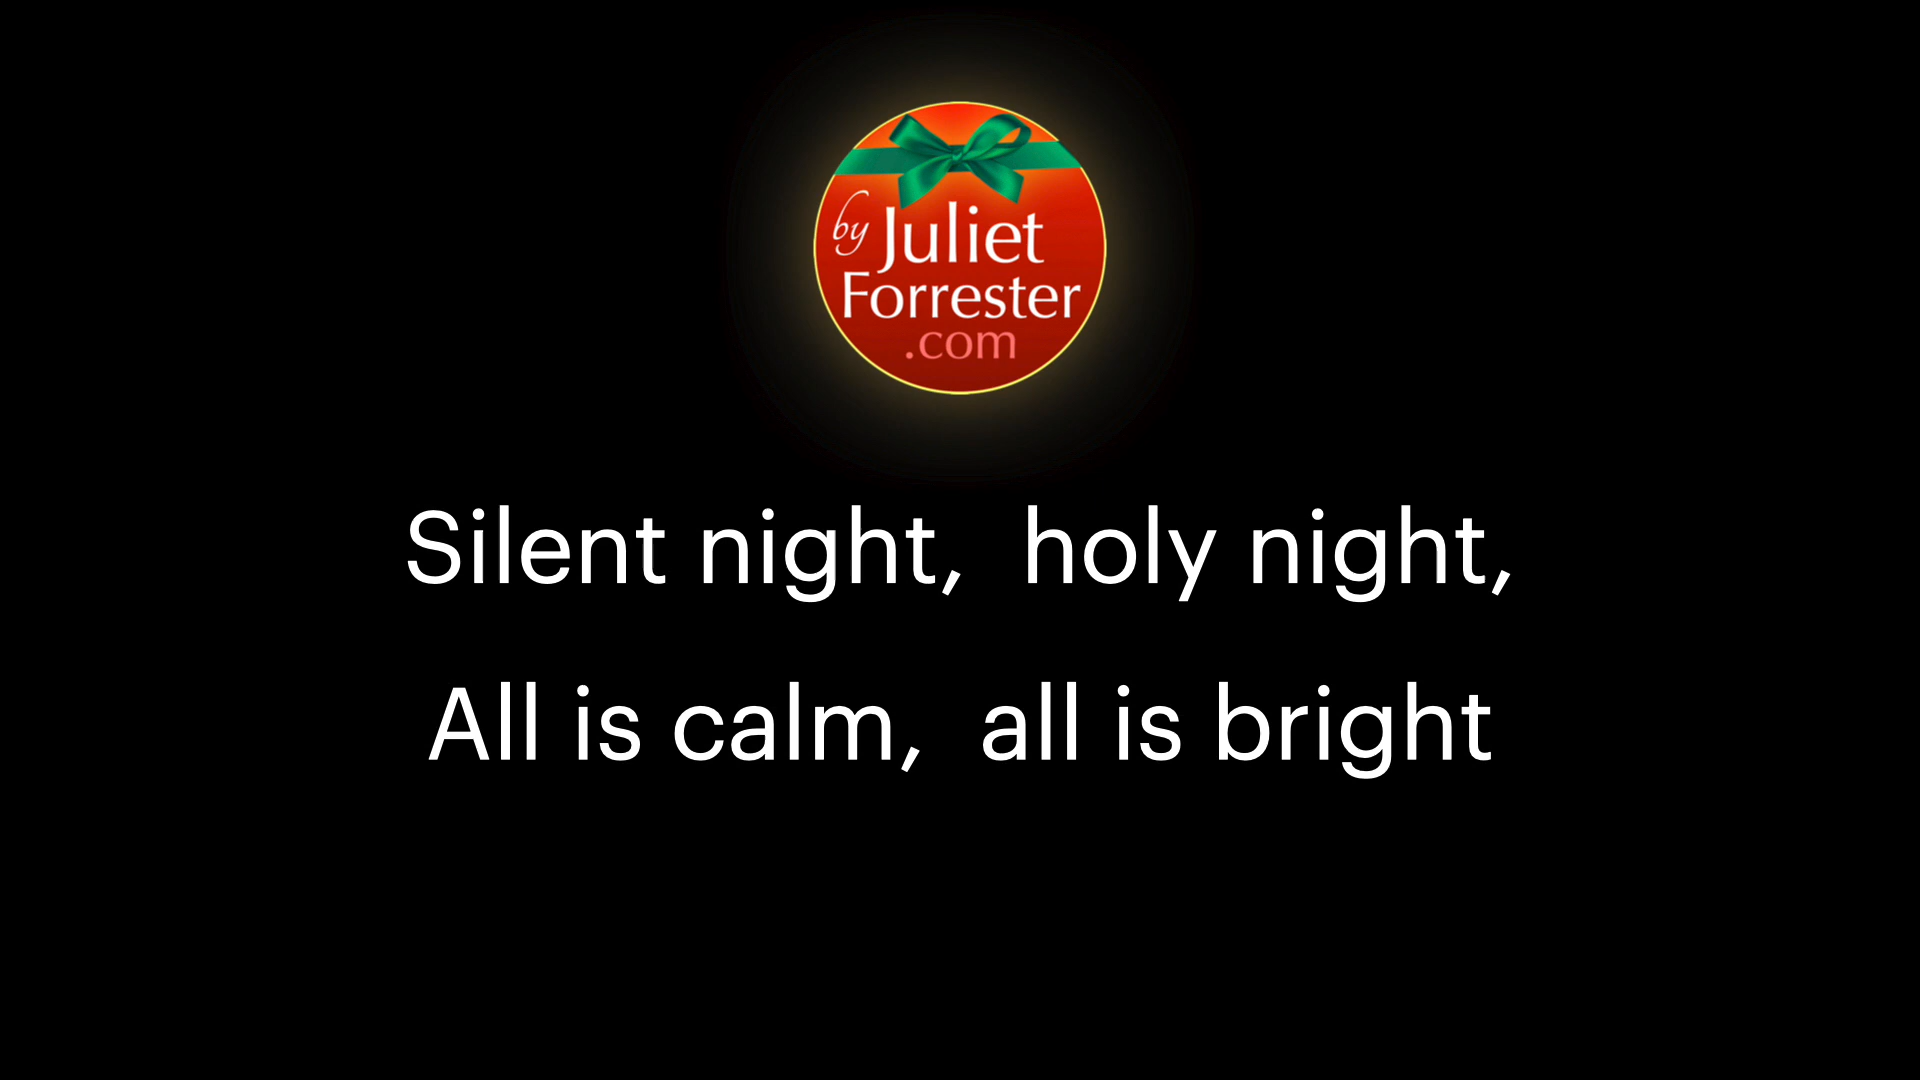 by Juliet
Forrester
.com
Silent night,  holy night,
All is calm,  all is bright